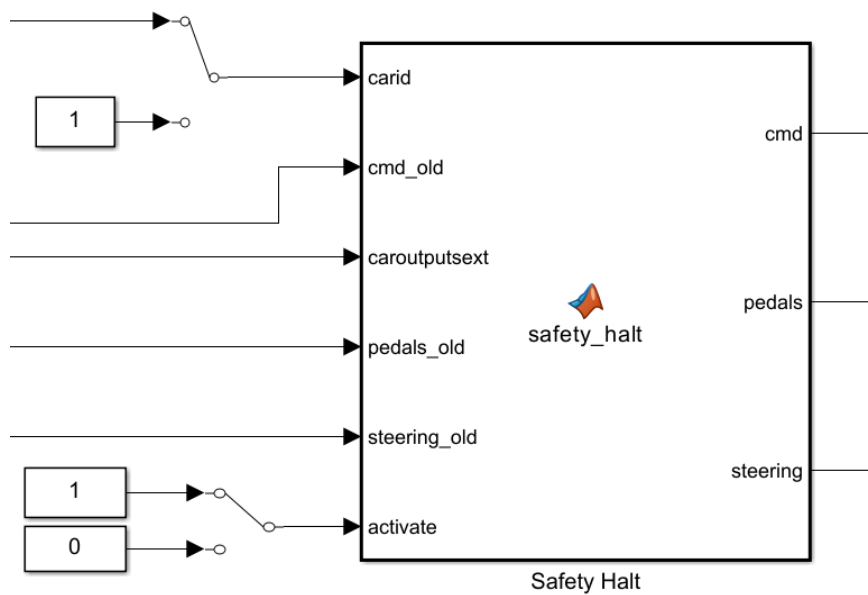 1
carid
cmd_old
caroutputsext
pedals_old
steering_old
1
0
activate
safety_halt
cmd
pedals
steering
Safety Halt